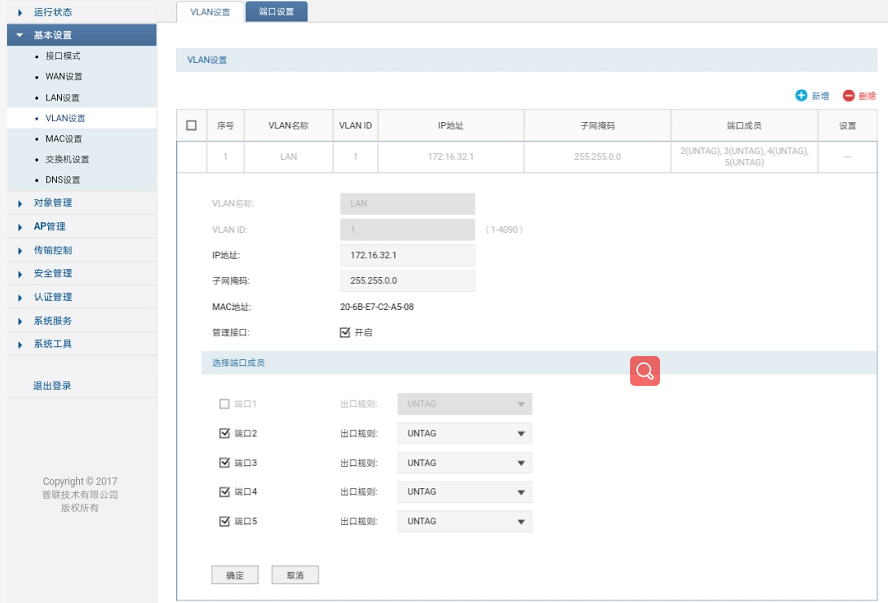 运行状态
基本设置
接口模式
WAN设置
LAN设置
VLAN设置
MAC设置
交换机设置
DNS设置
对象管理
AP管理
传输控制
安全管理
认证管理
系统服务
系统工具
退出登录
Copyright © 2017
普联技术有限公司
版权所有
VLAN设置 端口设置
VLAN设置
新增 删除
序号 VLAN名称 VLAN ID IP地址 子网掩码 端口成员 设置
1 LAN 1 172.16.32.1 255.255.0.0 2(UNTAG), 3(UNTAG), 4(UNTAG), 5(UNTAG) ---
VLAN名称: LAN
VLAN ID: 1 (1-4090)
IP地址: 172.16.32.1
子网掩码: 255.255.0.0
MAC地址: 20-6B-E7-C2-A5-08
管理接口: 开启
选择端口成员
端口1 出口规则: UNTAG
端口2 出口规则: UNTAG
端口3 出口规则: UNTAG
端口4 出口规则: UNTAG
端口5 出口规则: UNTAG
确定 取消